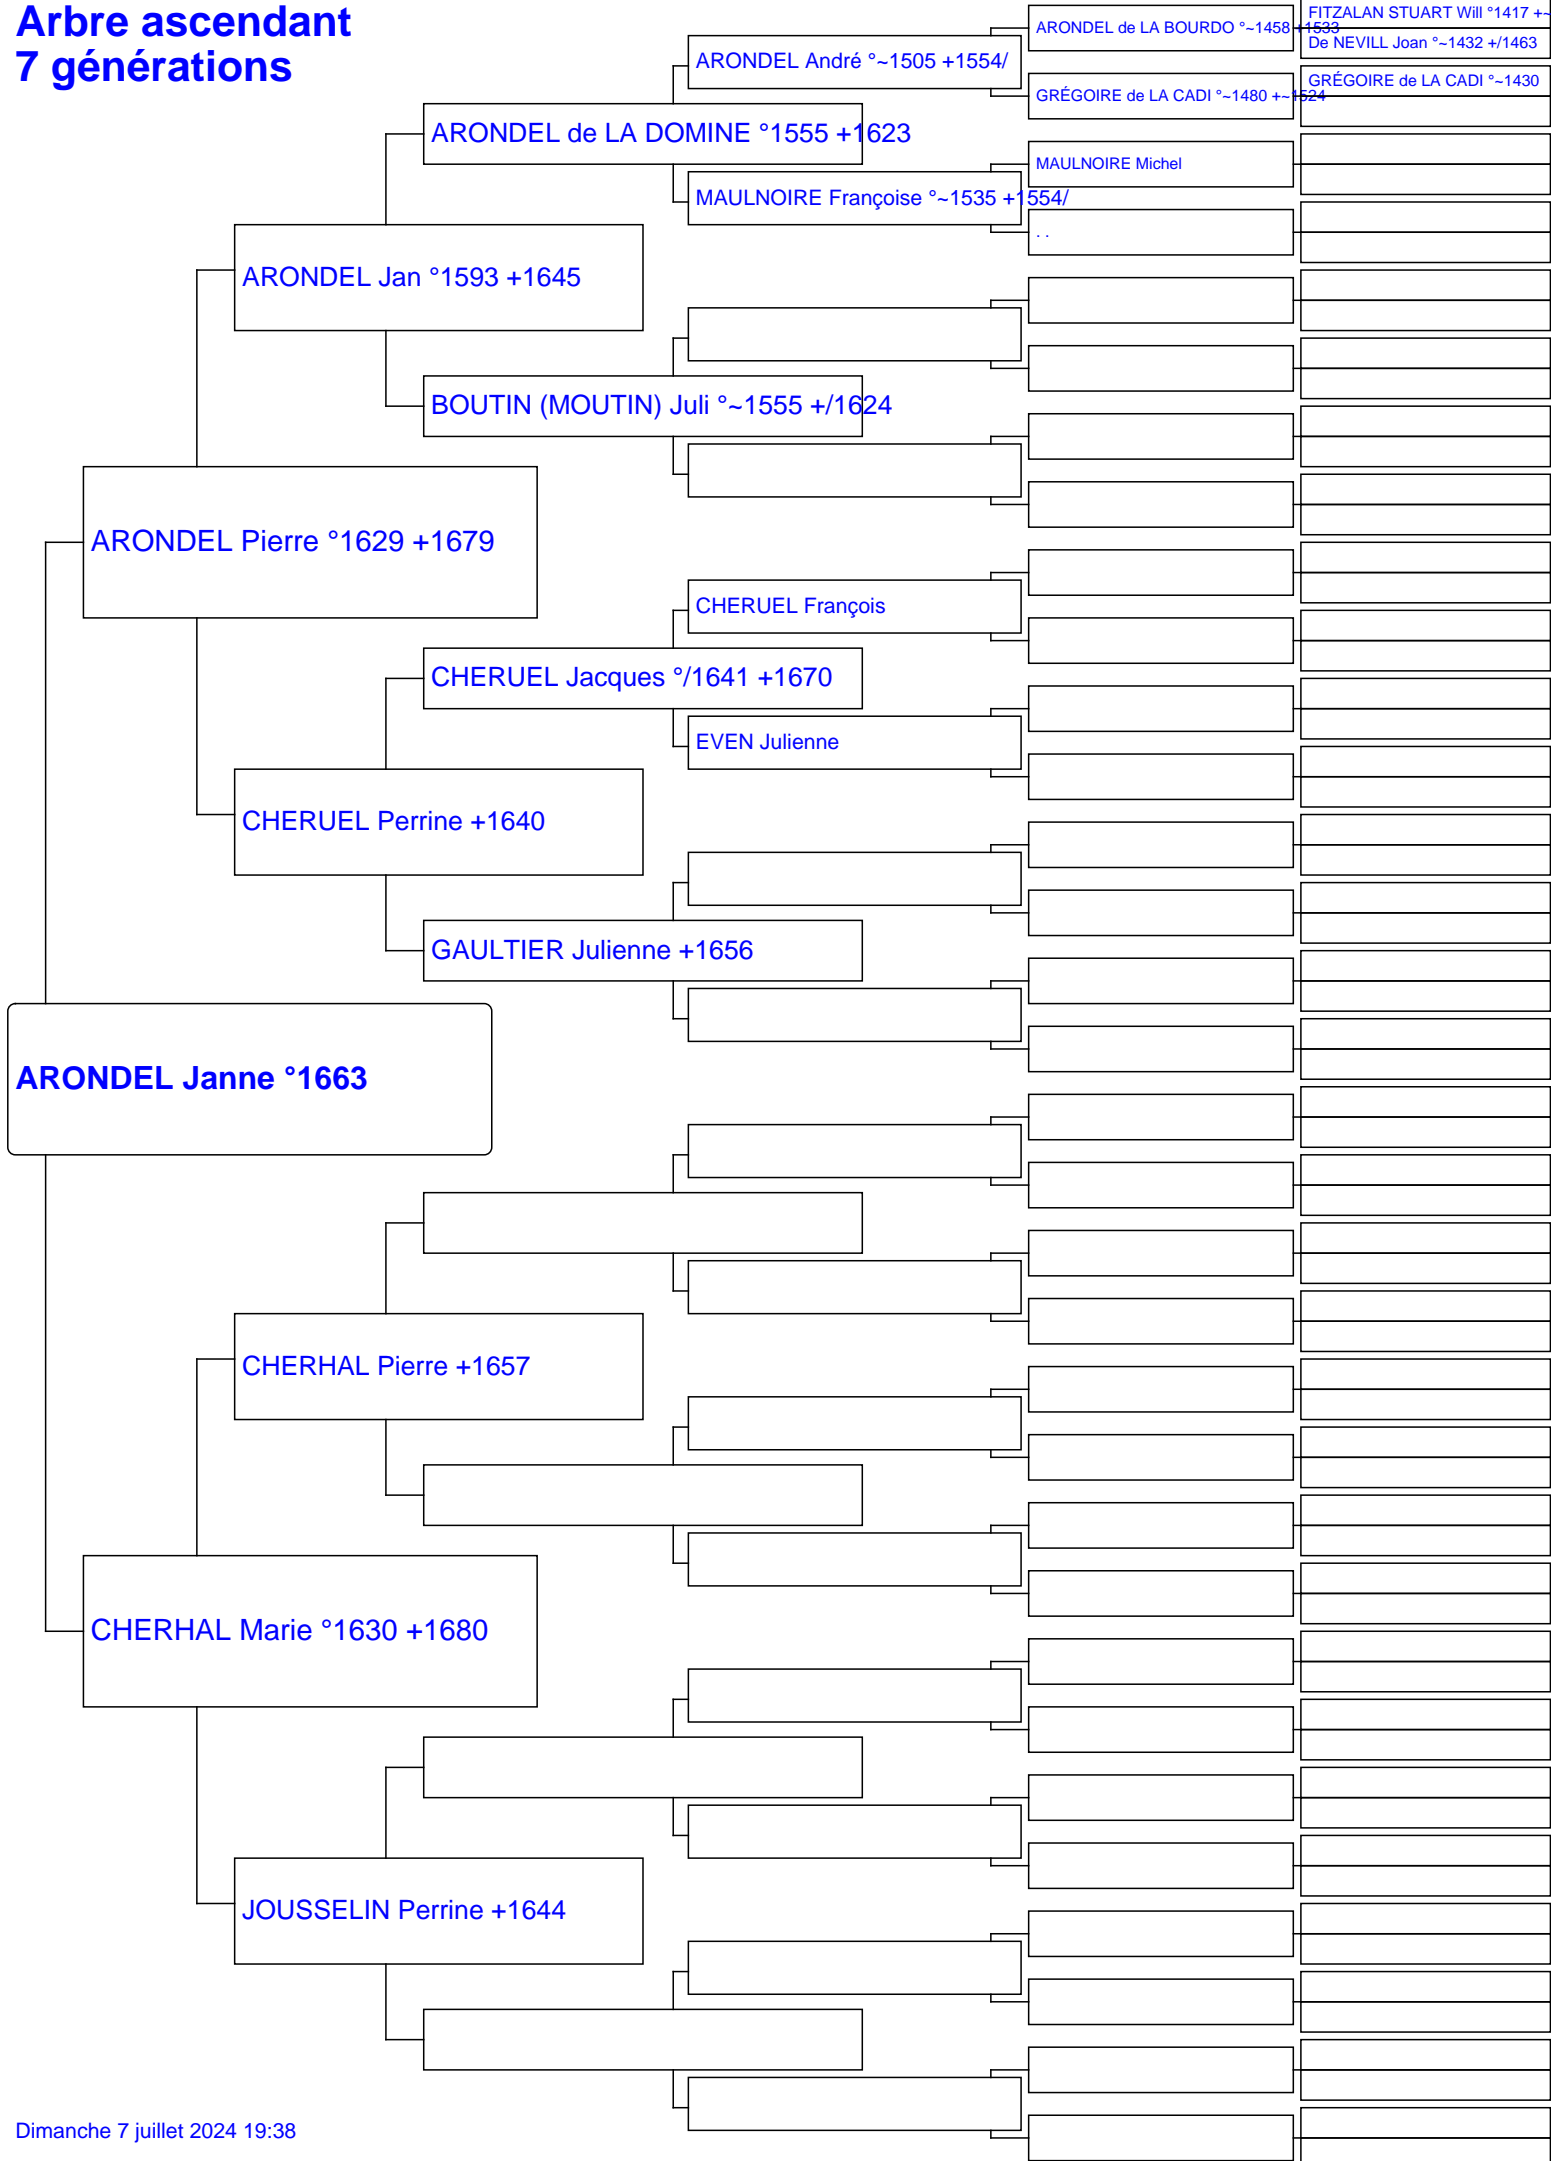 Arbre ascendant
7 générations
FITZALAN STUART Will °1417 +~
ARONDEL de LA BOURDO °~1458 +1533
De NEVILL Joan °~1432 +/1463
ARONDEL André °~1505 +1554/
GRÉGOIRE de LA CADI °~1430
GRÉGOIRE de LA CADI °~1480 +~1524
ARONDEL de LA DOMINE °1555 +1623
MAULNOIRE Michel
MAULNOIRE Françoise °~1535 +1554/
. .
ARONDEL Jan °1593 +1645
BOUTIN (MOUTIN) Juli °~1555 +/1624
ARONDEL Pierre °1629 +1679
CHERUEL François
CHERUEL Jacques °/1641 +1670
EVEN Julienne
CHERUEL Perrine +1640
GAULTIER Julienne +1656
ARONDEL Janne °1663
CHERHAL Pierre +1657
CHERHAL Marie °1630 +1680
JOUSSELIN Perrine +1644
Dimanche 7 juillet 2024 19:38